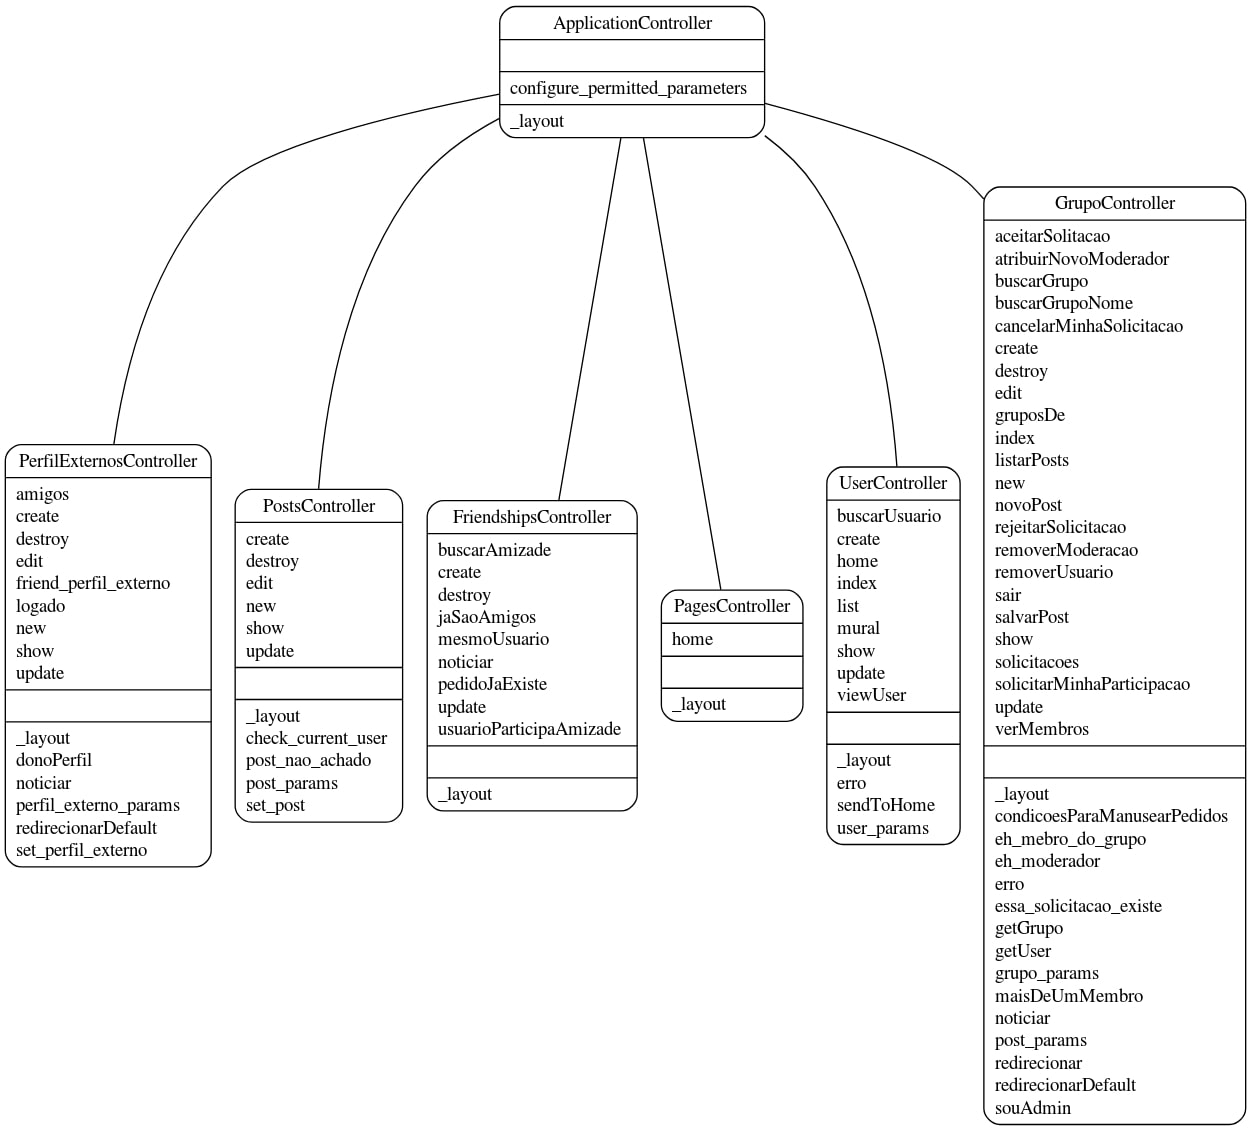 ApplicationController
configure_permitted_parameters
_layout
PerfilExternosController
amigos
create
destroy
edit
friend_perfil_externo
logado
new
show
update
_layout
donoPerfil
noticiar
perfil_externo_params
redirecionarDefault
set_perfil_externo
PostsController
create
destroy
edit
new
show
update
_layout
check_current_user
post_nao_achado
post_params
set_post
FriendshipsController
buscarAmizade
create
destroy
jaSaoAmigos
mesmoUsuario
noticiar
pedidoJaExiste
update
usuarioParticipaAmizade
_layout
PagesController
home
_layout
UserController
buscarUsuario
create
home
index
list
mural
show
update
viewUser
_layout
erro
sendToHome
user_params
GrupoController
aceitarSolitacao
atribuirNovoModerador
buscarGrupo
buscarGrupoNome
cancelarMinhaSolicitacao
create
destroy
edit
gruposDe
index
listarPosts
new
novoPost
rejeitarSolicitacao
removerModeracao
removerUsuario
sair
salvarPost
show
solicitacoes
solicitarMinhaParticipacao
update
verMembros
_layout
condicoesParaManusearPedidos
eh_mebro_do_grupo
eh_moderador
erro
essa_solicitacao_existe
getGrupo
getUser
grupo_params
maisDeUmMembro
noticiar
post_params
redirecionar
redirecionarDefault
souAdmin